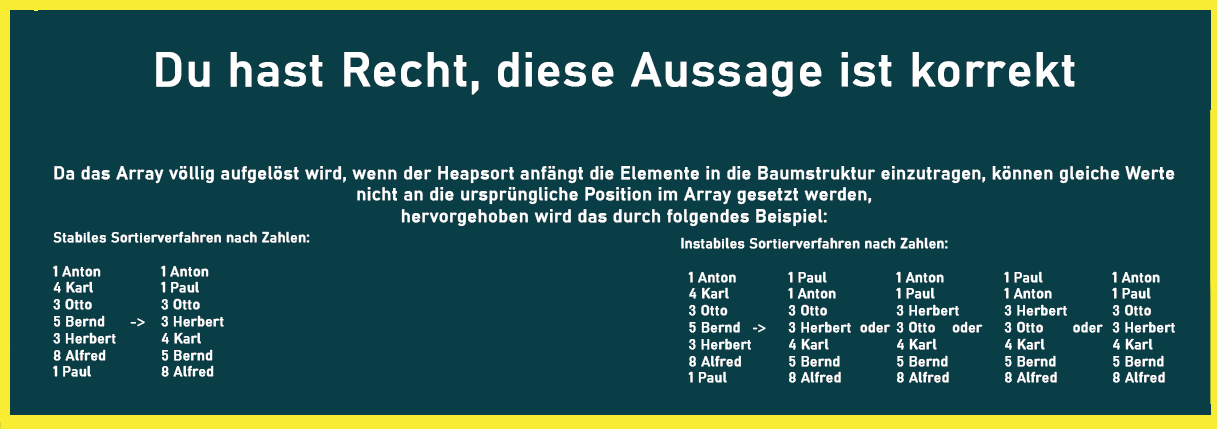 Du hast Recht, diese Aussage ist korrekt
Da das Array völlig aufgelöst wird, wenn der Heapsort anfängt die Elemente in die Baumstruktur einzutragen, können gleiche Werte
nicht an die ursprüngliche Position im Array gesetzt werden,
hervorgehoben wird das durch folgendes Beispiel:
Stabiles Sortierverfahren nach Zahlen:
1 Anton 1 Anton
4 Karl 1 Paul
3 Otto 3 Otto
5 Bernd -> 3 Herbert
3 Herbert 4 Karl
8 Alfred 5 Bernd
1 Paul 8 Alfred
Instabiles Sortierverfahren nach Zahlen:
1 Anton 1 Paul 1 Anton 1 Paul 1 Anton
4 Karl 1 Anton 1 Paul 1 Anton 1 Paul
3 Otto 3 Otto 3 Herbert 3 Herbert 3 Otto
5 Bernd -> 3 Herbert oder 3 Otto oder 3 Otto oder 3 Herbert
3 Herbert 4 Karl 4 Karl 4 Karl 4 Karl
8 Alfred 5 Bernd 5 Bernd 5 Bernd 5 Bernd
1 Paul 8 Alfred 8 Alfred 8 Alfred 8 Alfred